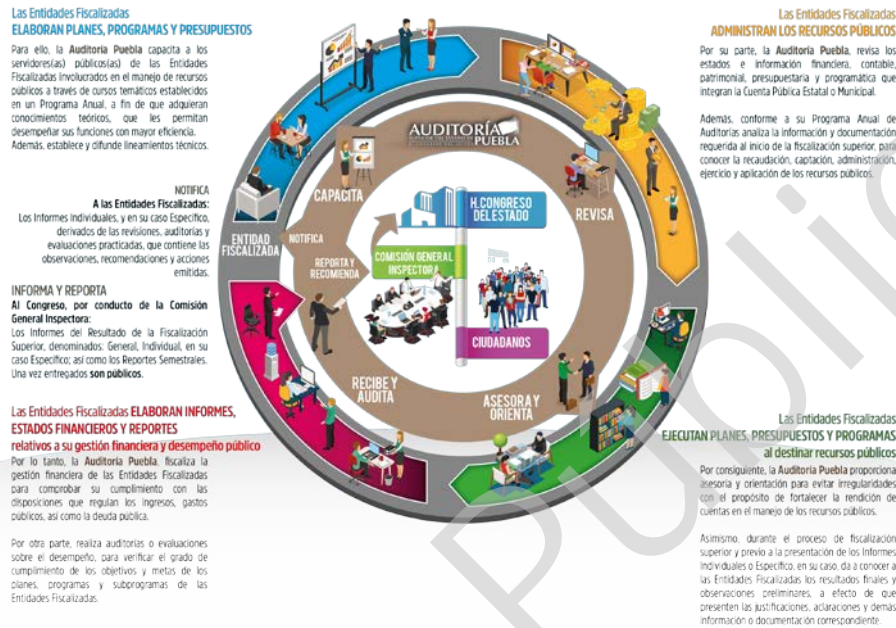 Las Entidades Fiscalizadas
ELABORAN PLANES, PROGRAMAS Y PRESUPUESTOS
Para ello, la Auditoría Puebla capacita a los
servidores(as) públicos(as) de las Entidades
Fiscalizadas involucrados en el manejo de recursos
públicos a través de cursos temáticos establecidos
en un Programa Anual, a fin de que adquieran
conocimientos teóricos, que les permitan
desempeñar sus funciones con mayor eficiencia.
Además, establece y difunde lineamientos técnicos.
NOTIFICA
A las Entidades Fiscalizadas:
Los Informes Individuales, y en su caso Específico,
derivados de las revisiones, auditorías y
evaluaciones practicadas, que contiene las
observaciones, recomendaciones y acciones
emitidas.
INFORMA Y REPORTA
Al Congreso, por conducto de la Comisión
General Inspectora:
Los Informes del Resultado de la Fiscalización
Superior, denominados: General, Individual, en su
caso Específico; así como los Reportes Semestrales.
Una vez entregados son públicos.
Las Entidades Fiscalizadas ELABORAN INFORMES,
ESTADOS FINANCIEROS Y REPORTES
relativos a su gestión financiera y desempeño público
Por lo tanto, la Auditoría Puebla, fiscaliza la
gestión financiera de las Entidades Fiscalizadas
para comprobar su cumplimiento con las
disposiciones que regulan los ingresos, gastos
públicos, así como la deuda pública.
Por otra parte, realiza auditorías o evaluaciones
sobre el desempeño, para verificar el grado de
cumplimiento de los objetivos y metas de los
planes, programas y subprogramas de las
Entidades Fiscalizadas.
AUDITORÍA
PUEBLA
CAPACITA
REVISA
H. CONGRESO
DEL ESTADO
ENTIDAD
FISCALIZADA
NOTIFICA
REPORTA Y
RECOMIENDA
COMISIÓN GENERAL
INSPECTORA
CIUDADANOS
RECIBE Y
AUDITA
ASESORA Y
ORIENTA
Las Entidades Fiscalizadas
ADMINISTRAN LOS RECURSOS PÚBLICOS
Por su parte, la Auditoría Puebla, revisa los
estados e información financiera, contable,
patrimonial, presupuestaria y programática que
integran la Cuenta Pública Estatal o Municipal.
Además, conforme a su Programa Anual de
Auditorías analiza la información y documentación
requerida al inicio de la fiscalización superior, para
conocer la recaudación, captación, administración,
ejercicio y aplicación de los recursos públicos.
Las Entidades Fiscalizadas
EJECUTAN PLANES, PRESUPUESTOS Y PROGRAMAS
al destinar recursos públicos
Por consiguiente, la Auditoría Puebla proporciona
asesoría y orientación para evitar irregularidades
con el propósito de fortalecer la rendición de
cuentas en el manejo de los recursos públicos.
Asimismo, durante el proceso de fiscalización
superior y previo a la presentación de los Informes
Individuales o Específico, en su caso, da a conocer a
las Entidades Fiscalizadas los resultados finales y
observaciones preliminares, a efecto de que
presenten las justificaciones, aclaraciones y demás
información o documentación correspondiente.
Públic